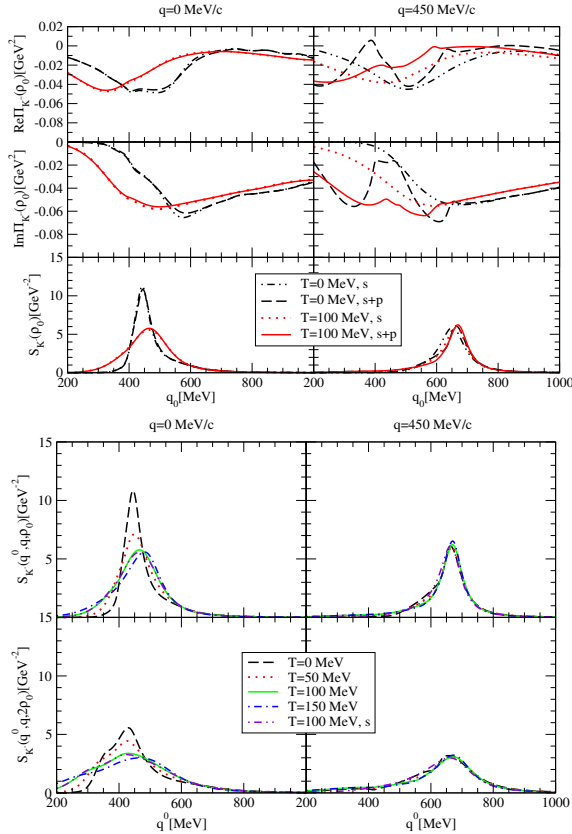 q=0 MeV/c
q=450 MeV/c
0.02
0
-0.02
-0.04
-0.06
-0.08
0
ReΠK-(ρ0)[GeV2]
-0.02
-0.04
-0.06
-0.08
ImΠK-(ρ0)[GeV2]
15
10
5
0
SK-(ρ0)[GeV-2]
T=0 MeV, s
T=0 MeV, s+p
T=100 MeV, s
T=100 MeV, s+p
200 400 600 800 200 400 600 800 1000
q0[MeV]
q0[MeV]
q=0 MeV/c
q=450 MeV/c
15
10
5
SK-(q0,q,ρ0)[GeV-2]
15
10
5
0
SK-(q0,q,2ρ0)[GeV-2]
T=0 MeV
T=50 MeV
T=100 MeV
T=150 MeV
T=100 MeV, s
200 400 600 800 200 400 600 800 1000
q0[MeV]
q0[MeV]